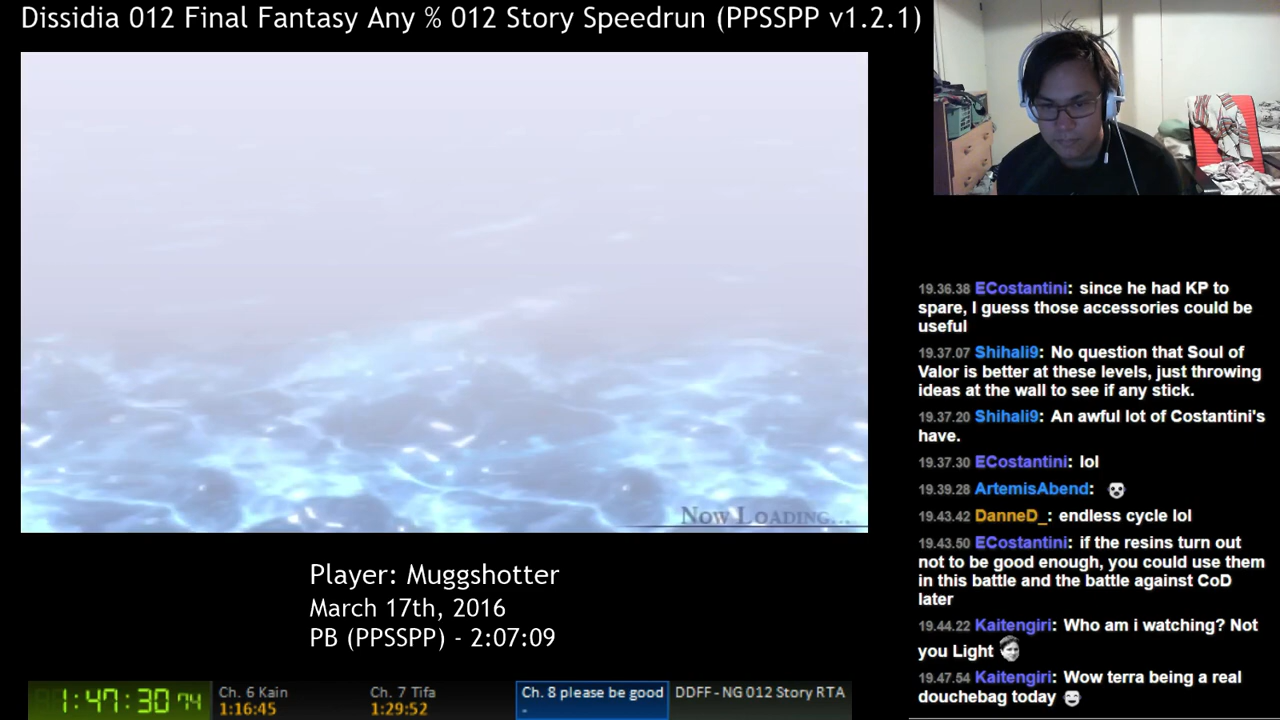 Dissidia 012 Final Fantasy Any % 012 Story Speedrun (PPSSPP v1.2.1)
Now Loading...
Player: Muggshotter
March 17th, 2016
PB (PPSSPP) - 2:07:09
1:47:30 74
Ch. 6 Kain
1:16:45
Ch. 7 Tifa
1:29:52
Ch. 8 please be good
-
DDFF - NG 012 Story RTA
19.36.38 ECostantini: since he had KP to
spare, I guess those accessories could be
useful
19.37.07 Shihali9: No question that Soul of
Valor is better at these levels, just throwing
ideas at the wall to see if any stick.
19.37.20 Shihali9: An awful lot of Costantini's
have.
19.37.30 ECostantini: lol
19.39.28 ArtemisAbend:
19.43.42 DanneD_: endless cycle lol
19.43.50 ECostantini: if the resins turn out
not to be good enough, you could use them
in this battle and the battle against CoD
later
19.44.22 Kaitengiri: Who am i watching? Not
you Light
19.47.54 Kaitengiri: Wow terra being a real
douchebag today